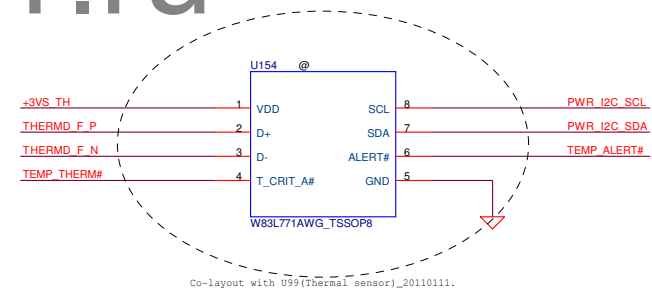 U154 @
+3VS_TH 1 VDD SCL 8 PWR_I2C_SCL
THERMD_F_P 2 D+ SDA 7 PWR_I2C_SDA
THERMD_F_N 3 D- ALERT# 6 TEMP_ALERT#
TEMP_THERM# 4 T_CRIT_A# GND 5
W83L771AWG_TSSOP8
Co-layout with U99(Thermal sensor)_20110111.